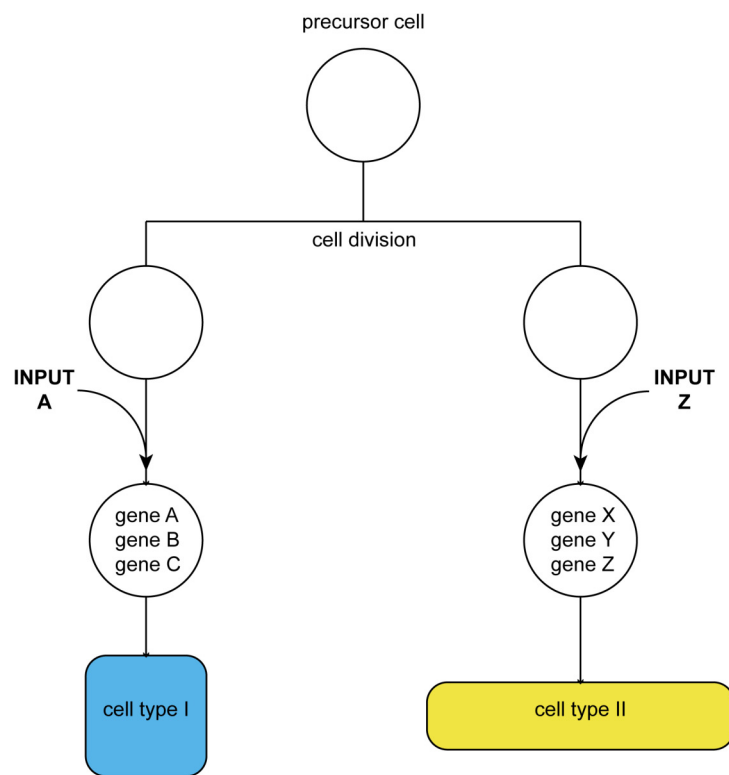 precursor cell
cell division
INPUT
A
INPUT
Z
gene A
gene B
gene C
gene X
gene Y
gene Z
cell type I
cell type II